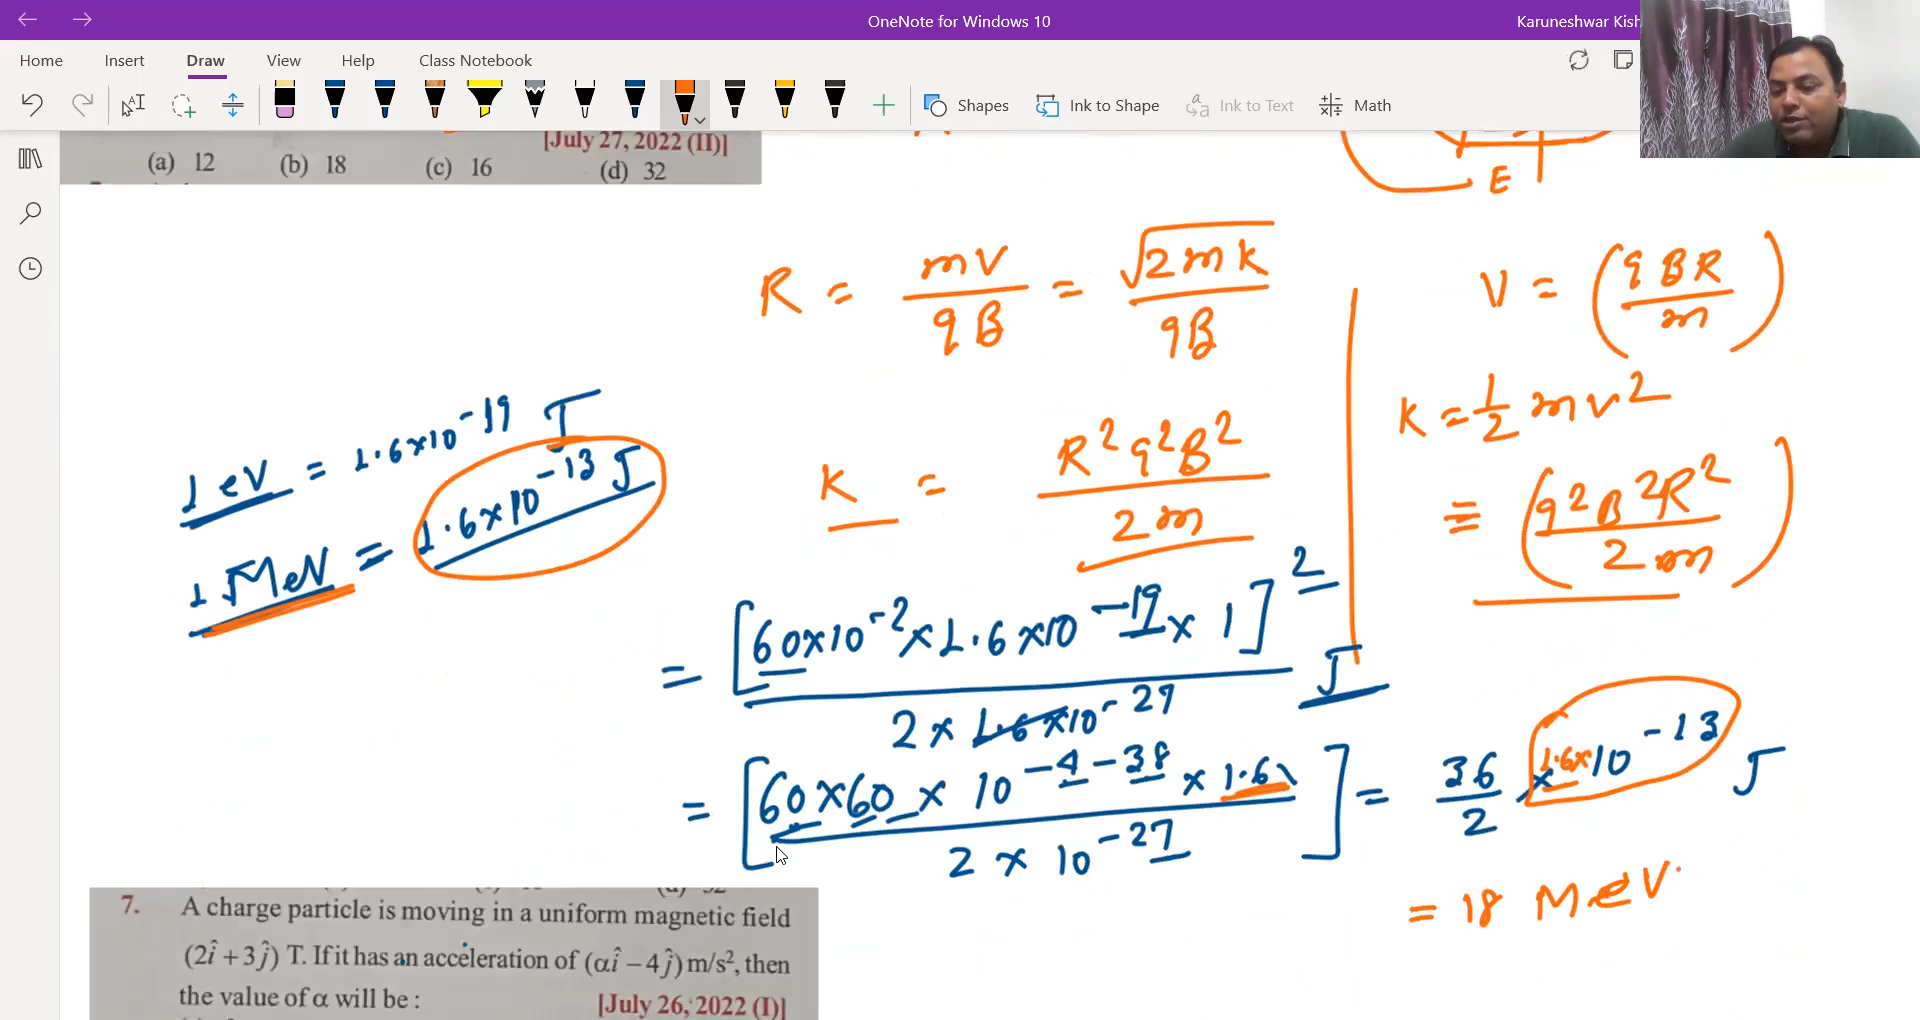 OneNote for Windows 10
Karuneshwar Kish
Home Insert Draw View Help Class Notebook
Shapes Ink to Shape Ink to Text Math
[July 27, 2022 (II)]
(a) 12 (b) 18 (c) 16 (d) 32
E
R = mv/qB = √2mk/qB
V = (qBR/m)
K = 1/2 mv²
= (q²B²R²/2m)
1 eV = 1.6×10⁻¹⁹ J
1 MeV = 1.6×10⁻¹³ J
K = R²q²B²/2m
= [60×10⁻²×1.6×10⁻¹⁹×1]²/2×1.6×10⁻²⁷ J
= [60×60×10⁻⁴⁻³⁸×1.6/2×10⁻²⁷] = 36/2 ×1.6×10⁻¹³ J
= 18 MeV.
7. A charge particle is moving in a uniform magnetic field
(2î+3ĵ) T. If it has an acceleration of (αî−4ĵ) m/s², then
the value of α will be :
[July 26, 2022 (I)]